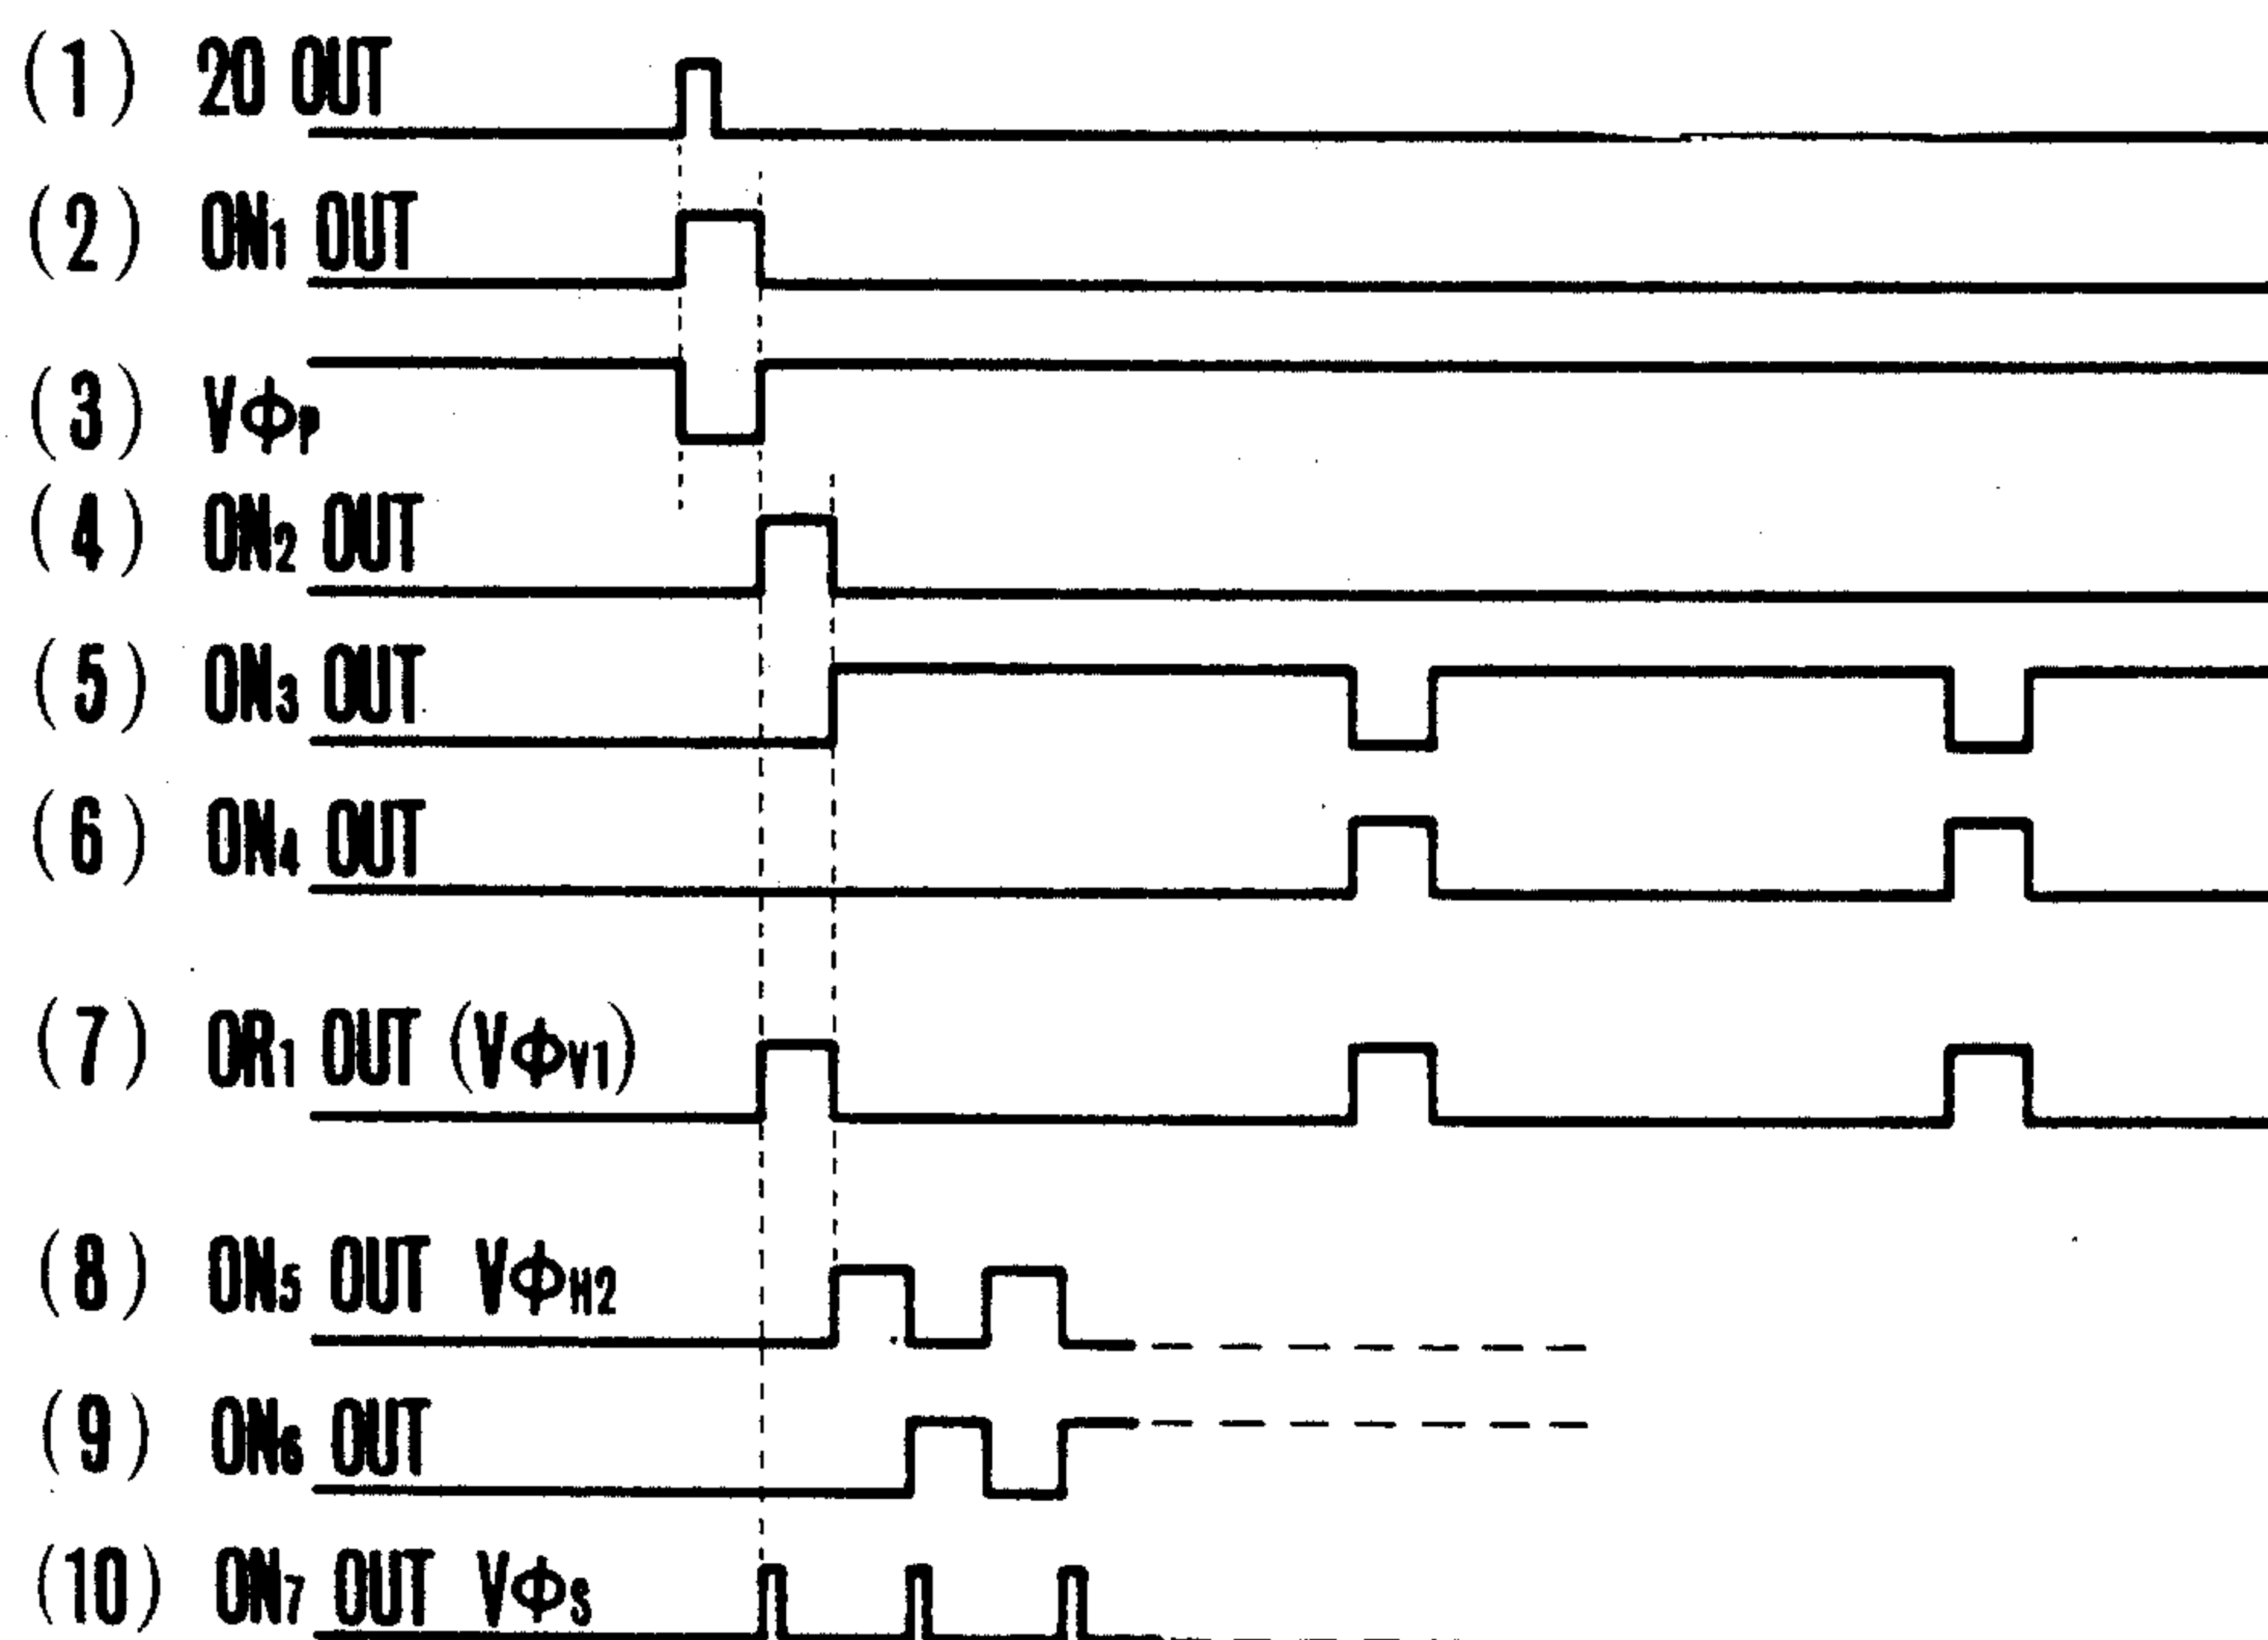 (1) 20 OUT
(2) ON₁ OUT
(3) VΦₚ
(4) ON₂ OUT
(5) ON₃ OUT
(6) ON₄ OUT
(7) OR₁ OUT (VΦV1)
(8) ON₅ OUT VΦH2
(9) ON₆ OUT
(10) ON₇ OUT VΦS